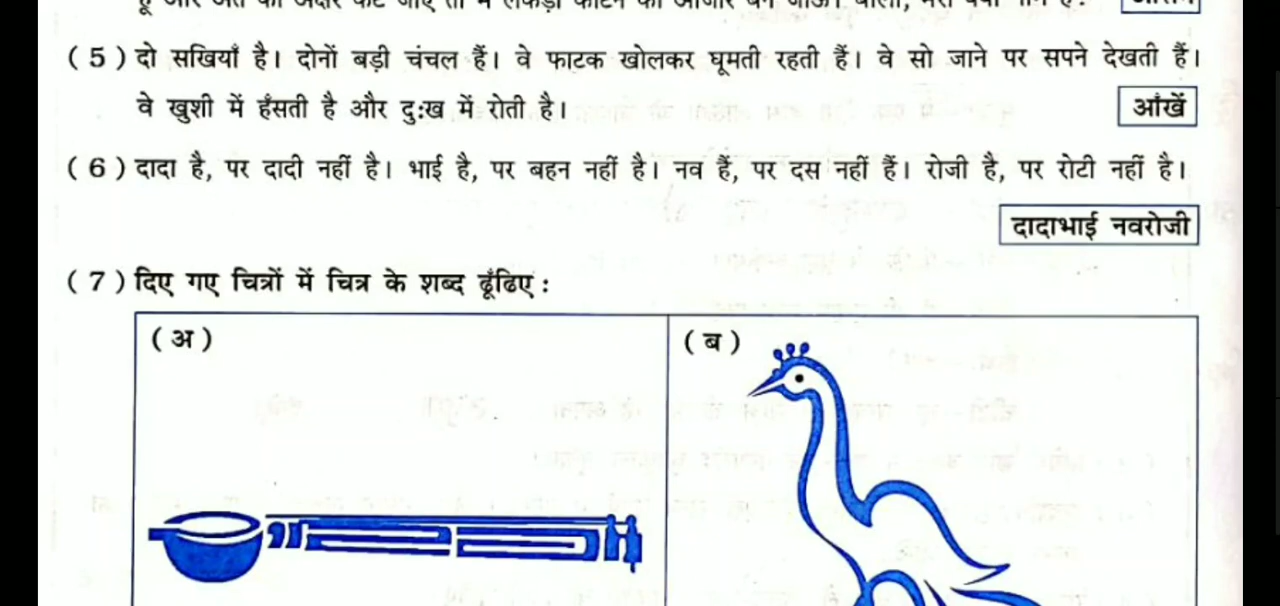 (5) दो सखियाँ है। दोनों बड़ी चंचल हैं। वे फाटक खोलकर घूमती रहती हैं। वे सो जाने पर सपने देखती हैं।
वे खुशी में हँसती है और दुःख में रोती है।
आंखें
(6) दादा है, पर दादी नहीं है। भाई है, पर बहन नहीं है। नव हैं, पर दस नहीं हैं। रोजी है, पर रोटी नहीं है।
दादाभाई नवरोजी
(7) दिए गए चित्रों में चित्र के शब्द ढूँढिए :
(अ)
(ब)